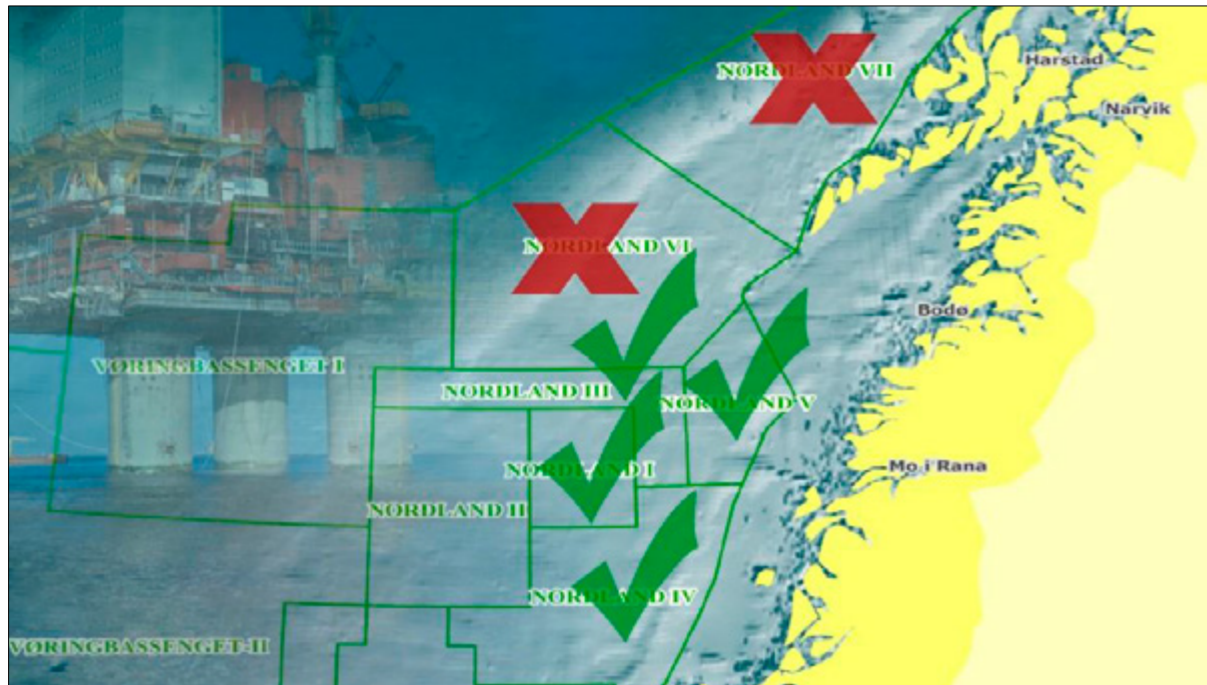 NORDLAND VII
Harstad
Narvik
NORDLAND VI
Bodø
VØRINGBASSENGET I
NORDLAND III
NORDLAND V
NORDLAND I
Mo i Rana
NORDLAND II
NORDLAND IV
VØRINGBASSENGET II